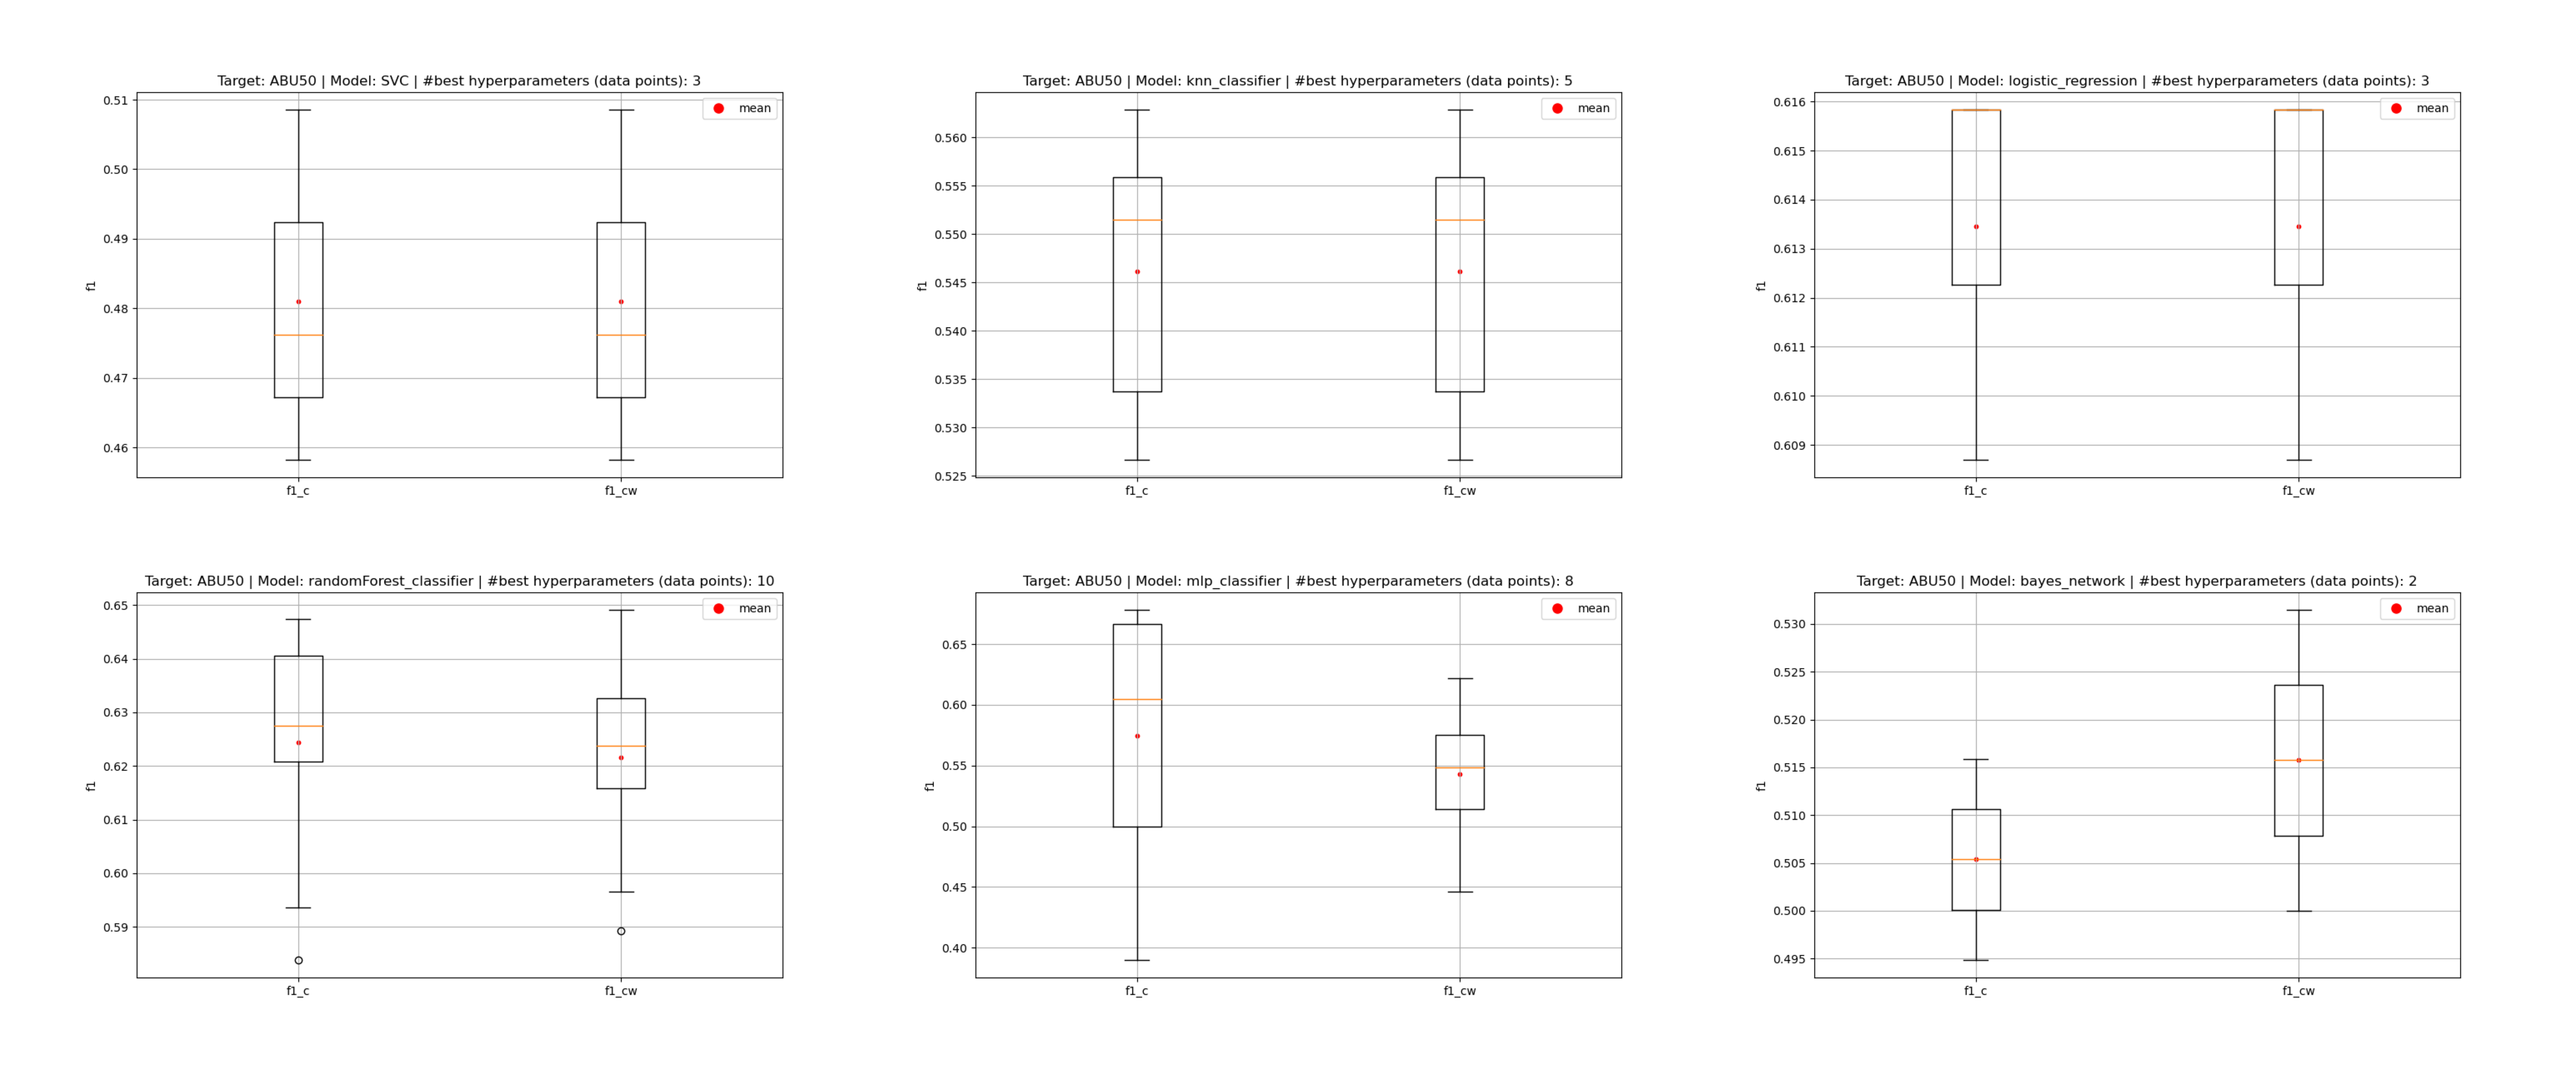 Target: ABU50 | Model: SVC | #best hyperparameters (data points): 3
0.51
0.50
0.49
0.48
0.47
0.46
f1
f1_c
f1_cw
mean
Target: ABU50 | Model: knn_classifier | #best hyperparameters (data points): 5
0.560
0.555
0.550
0.545
0.540
0.535
0.530
0.525
f1
f1_c
f1_cw
mean
Target: ABU50 | Model: logistic_regression | #best hyperparameters (data points): 3
0.616
0.615
0.614
0.613
0.612
0.611
0.610
0.609
f1
f1_c
f1_cw
mean
Target: ABU50 | Model: randomForest_classifier | #best hyperparameters (data points): 10
0.65
0.64
0.63
0.62
0.61
0.60
0.59
f1
f1_c
f1_cw
mean
Target: ABU50 | Model: mlp_classifier | #best hyperparameters (data points): 8
0.65
0.60
0.55
0.50
0.45
0.40
f1
f1_c
f1_cw
mean
Target: ABU50 | Model: bayes_network | #best hyperparameters (data points): 2
0.530
0.525
0.520
0.515
0.510
0.505
0.500
0.495
f1
f1_c
f1_cw
mean